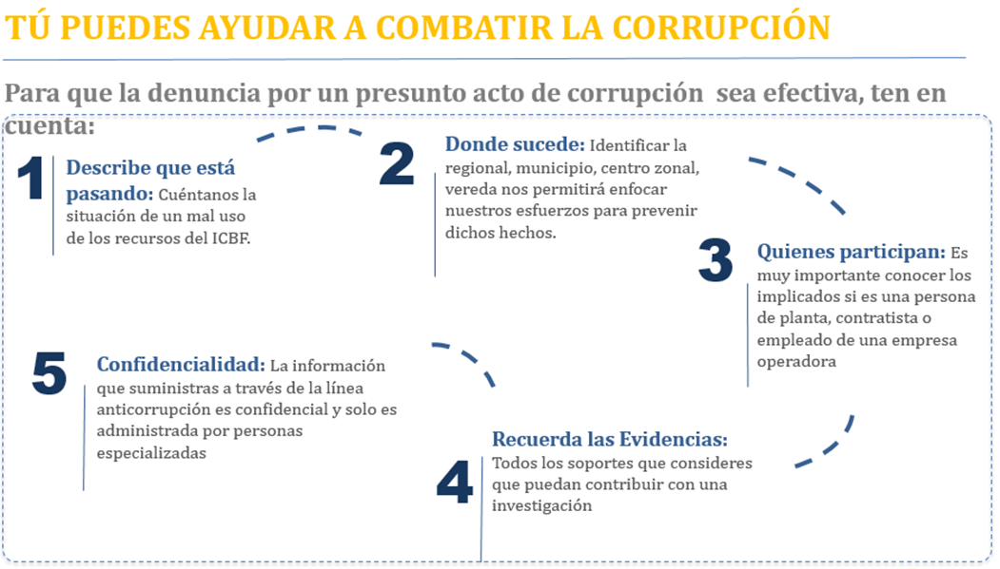 TÚ PUEDES AYUDAR A COMBATIR LA CORRUPCIÓN
Para que la denuncia por un presunto acto de corrupción sea efectiva, ten en
cuenta:
1
Describe que está
pasando: Cuéntanos la
situación de un mal uso
de los recursos del ICBF.
2
Donde sucede: Identificar la
regional, municipio, centro zonal,
vereda nos permitirá enfocar
nuestros esfuerzos para prevenir
dichos hechos.
3
Quienes participan: Es
muy importante conocer los
implicados si es una persona
de planta, contratista o
empleado de una empresa
operadora
4
Recuerda las Evidencias:
Todos los soportes que consideres
que puedan contribuir con una
investigación
5
Confidencialidad: La información
que suministras a través de la línea
anticorrupción es confidencial y solo es
administrada por personas
especializadas